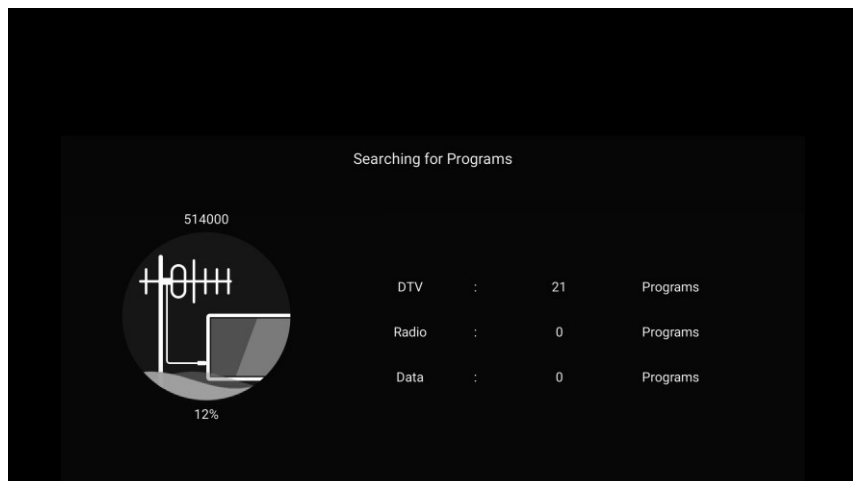 Searching for Programs
514000
DTV : 21 Programs
Radio : 0 Programs
Data : 0 Programs
12%